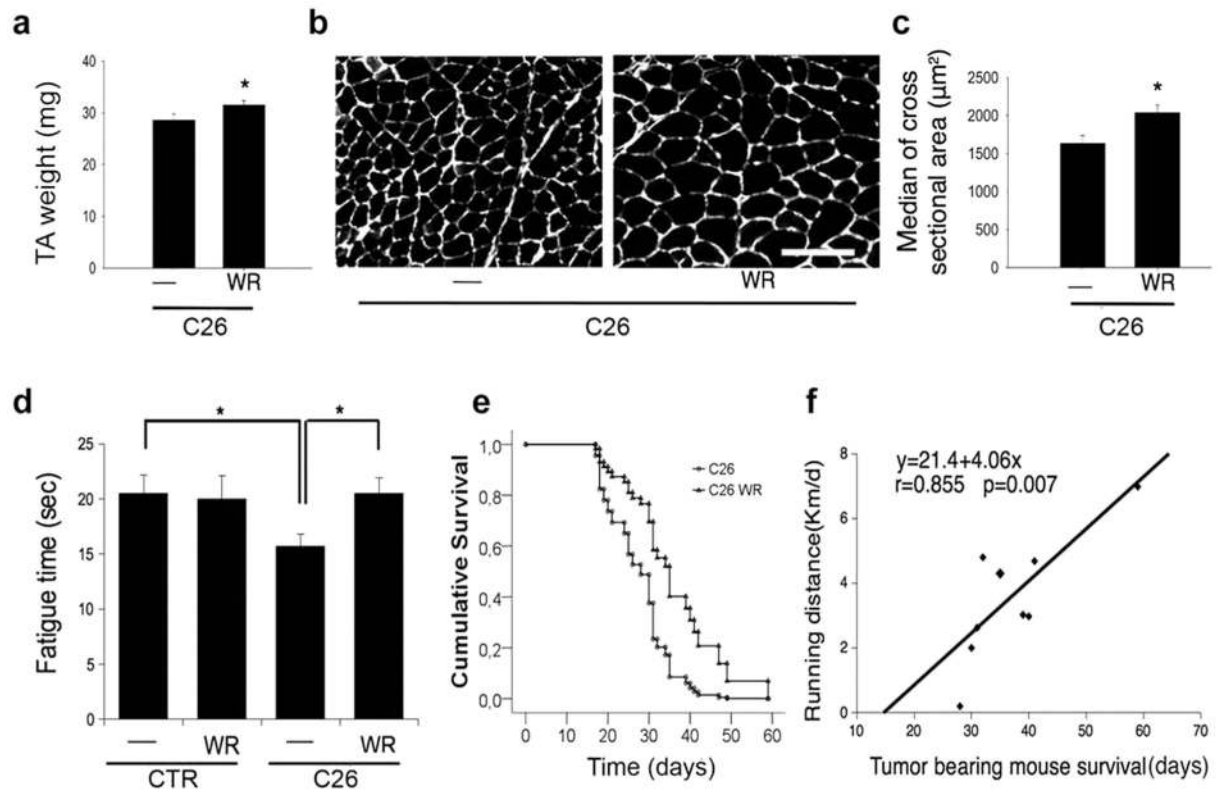 a
TA weight (mg)
40
30
20
10
0
*
—
WR
C26
b
—
WR
C26
c
Median of cross
sectional area (µm²)
2500
2000
1500
1000
500
0
*
—
WR
C26
d
Fatigue time (sec)
25
20
15
10
5
0
*
*
—
WR
—
WR
CTR
C26
e
Cumulative Survival
1,0
0,8
0,6
0,4
0,2
0,0
C26
C26 WR
0 10 20 30 40 50 60
Time (days)
f
Running distance(Km/d)
8
6
4
2
0
y=21.4+4.06x
r=0.855 p=0.007
10 20 30 40 50 60 70
Tumor bearing mouse survival(days)